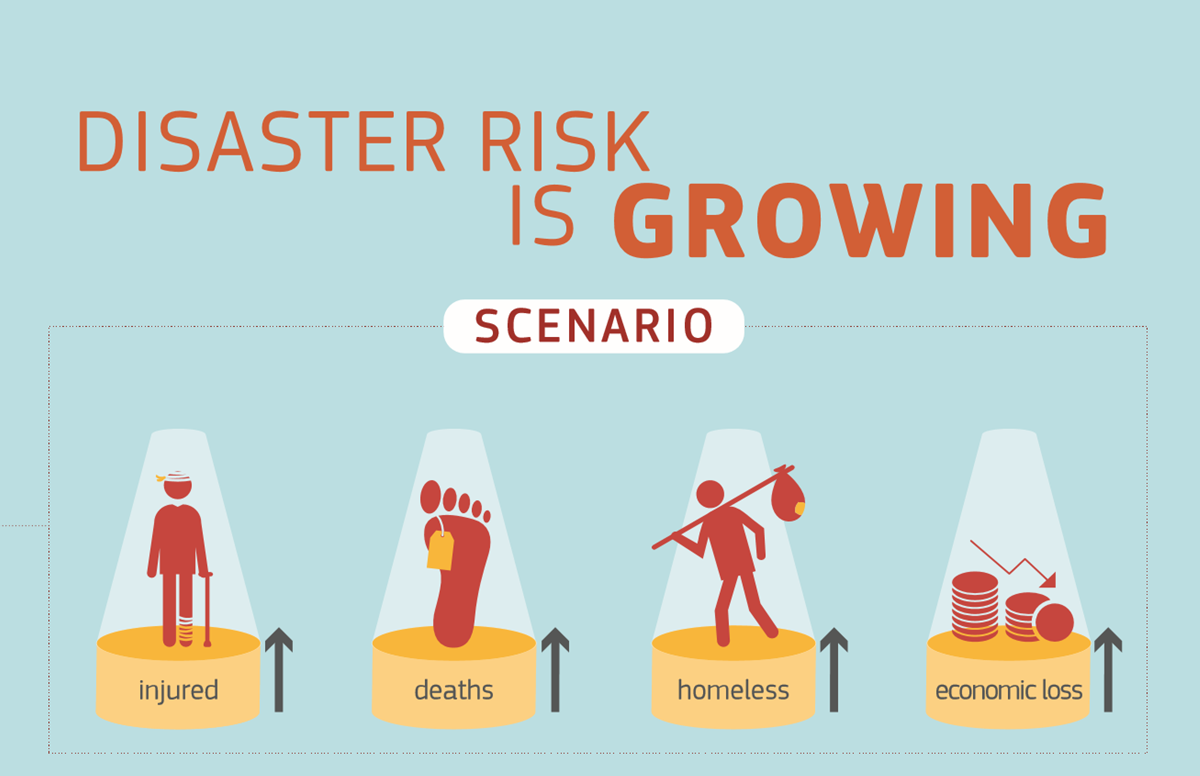 DISASTER RISK
IS GROWING
SCENARIO
injured
deaths
homeless
economic loss